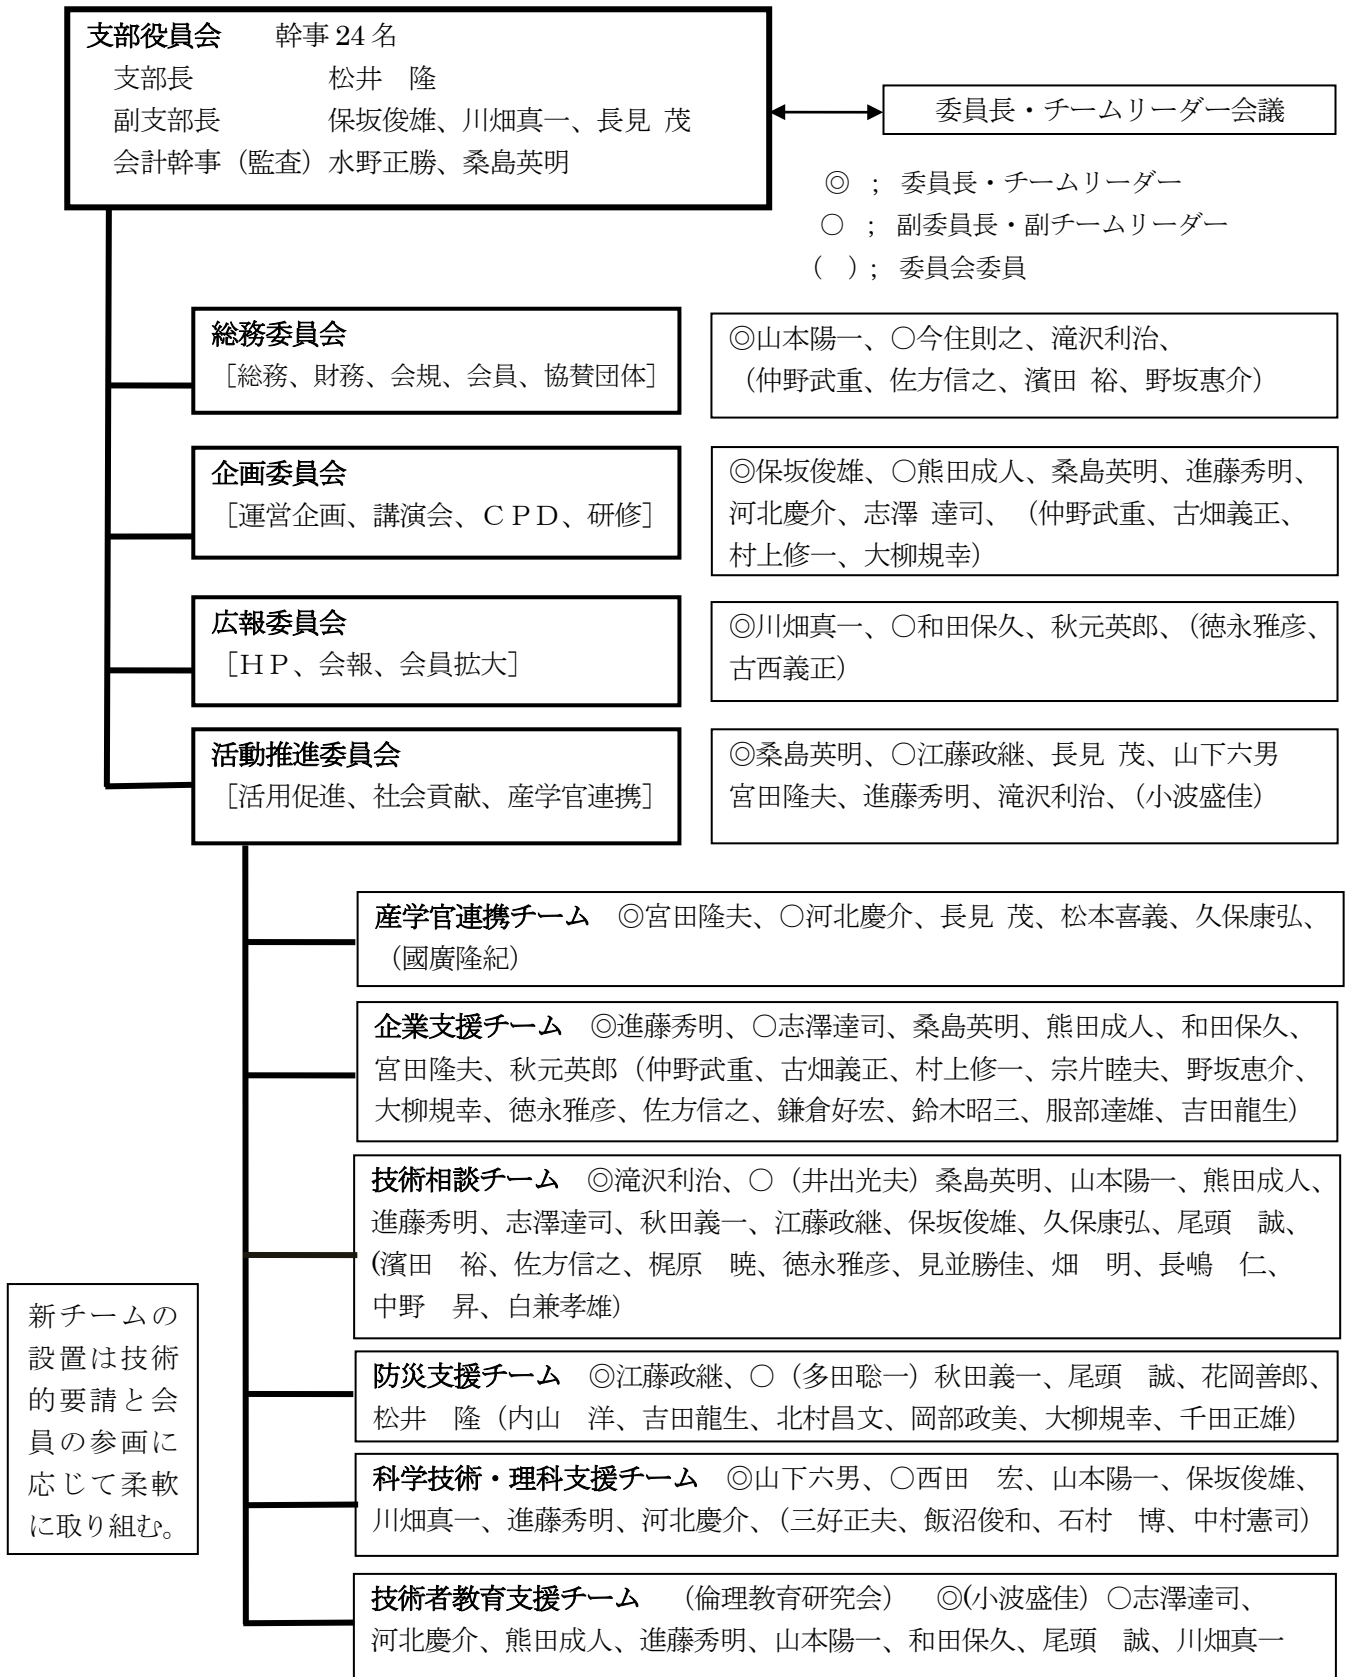 支部役員会　　幹事 24 名
支部長　　　　　松井　隆
副支部長　　　　保坂俊雄、川畑真一、長見 茂
会計幹事（監査）水野正勝、桑島英明
委員長・チームリーダー会議
◎ ； 委員長・チームリーダー
○ ； 副委員長・副チームリーダー
（　）； 委員会委員
総務委員会
［総務、財務、会規、会員、協賛団体］
◎山本陽一、○今住則之、滝沢利治、
（仲野武重、佐方信之、濱田 裕、野坂惠介）
企画委員会
［運営企画、講演会、ＣＰＤ、研修］
◎保坂俊雄、○熊田成人、桑島英明、進藤秀明、
河北慶介、志澤 達司、（仲野武重、古畑義正、
村上修一、大柳規幸）
広報委員会
［ＨＰ、会報、会員拡大］
◎川畑真一、○和田保久、秋元英郎、（徳永雅彦、
古西義正）
活動推進委員会
［活用促進、社会貢献、産学官連携］
◎桑島英明、○江藤政継、長見 茂、山下六男
宮田隆夫、進藤秀明、滝沢利治、（小波盛佳）
産学官連携チーム　◎宮田隆夫、○河北慶介、長見 茂、松本喜義、久保康弘、
（國廣隆紀）
企業支援チーム　◎進藤秀明、○志澤達司、桑島英明、熊田成人、和田保久、
宮田隆夫、秋元英郎（仲野武重、古畑義正、村上修一、宗片睦夫、野坂恵介、
大柳規幸、徳永雅彦、佐方信之、鎌倉好宏、鈴木昭三、服部達雄、吉田龍生）
技術相談チーム　◎滝沢利治、○（井出光夫）桑島英明、山本陽一、熊田成人、
進藤秀明、志澤達司、秋田義一、江藤政継、保坂俊雄、久保康弘、尾頭　誠、
(濱田　裕、佐方信之、梶原　暁、徳永雅彦、見並勝佳、畑　明、長嶋　仁、
中野　昇、白兼孝雄）
新チームの
設置は技術
的要請と会
員の参画に
応じて柔軟
に取り組む。
防災支援チーム　◎江藤政継、○（多田聡一）秋田義一、尾頭　誠、花岡善郎、
松井　隆（内山　洋、吉田龍生、北村昌文、岡部政美、大柳規幸、千田正雄）
科学技術・理科支援チーム　◎山下六男、○西田　宏、山本陽一、保坂俊雄、
川畑真一、進藤秀明、河北慶介、（三好正夫、飯沼俊和、石村　博、中村憲司）
技術者教育支援チーム　（倫理教育研究会）　◎(小波盛佳）○志澤達司、
河北慶介、熊田成人、進藤秀明、山本陽一、和田保久、尾頭　誠、川畑真一